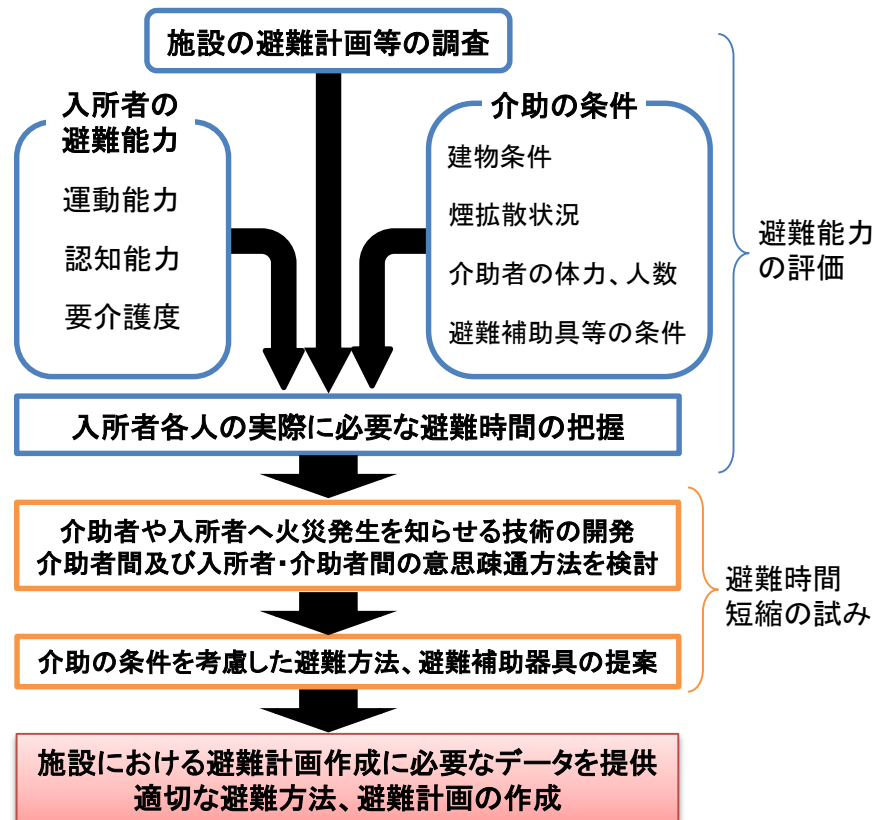 施設の避難計画等の調査
入所者の
避難能力
運動能力
認知能力
要介護度
介助の条件
建物条件
煙拡散状況
介助者の体力、人数
避難補助具等の条件
避難能力
の評価
入所者各人の実際に必要な避難時間の把握
介助者や入所者へ火災発生を知らせる技術の開発
介助者間及び入所者・介助者間の意思疎通方法を検討
避難時間
短縮の試み
介助の条件を考慮した避難方法、避難補助器具の提案
施設における避難計画作成に必要なデータを提供
適切な避難方法、避難計画の作成